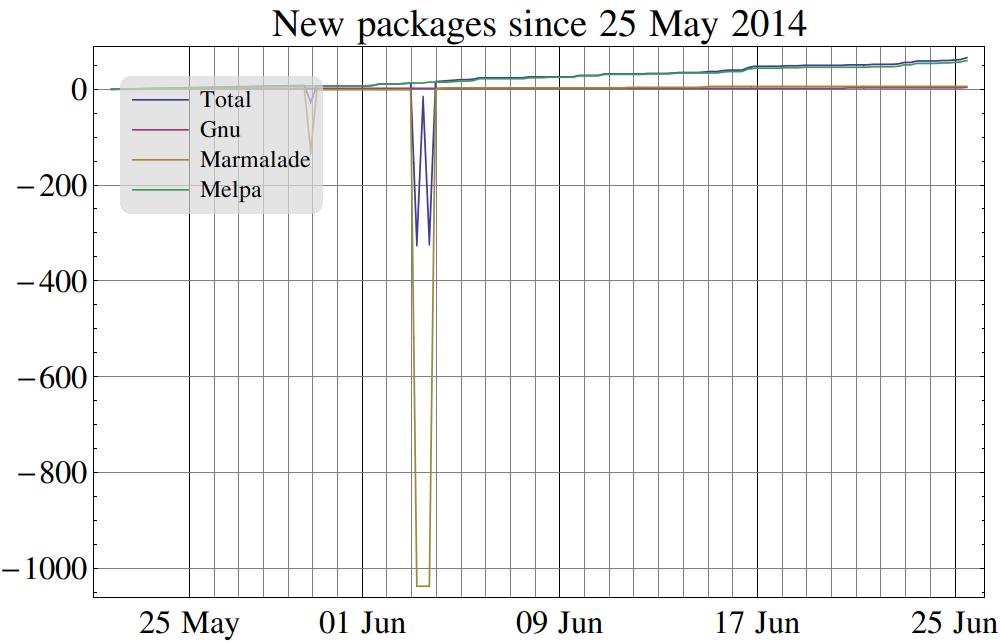 New packages since 25 May 2014
0
Total
Gnu
Marmalade
Melpa
−200
−400
−600
−800
−1000
25 May 01 Jun 09 Jun 17 Jun 25 Jun